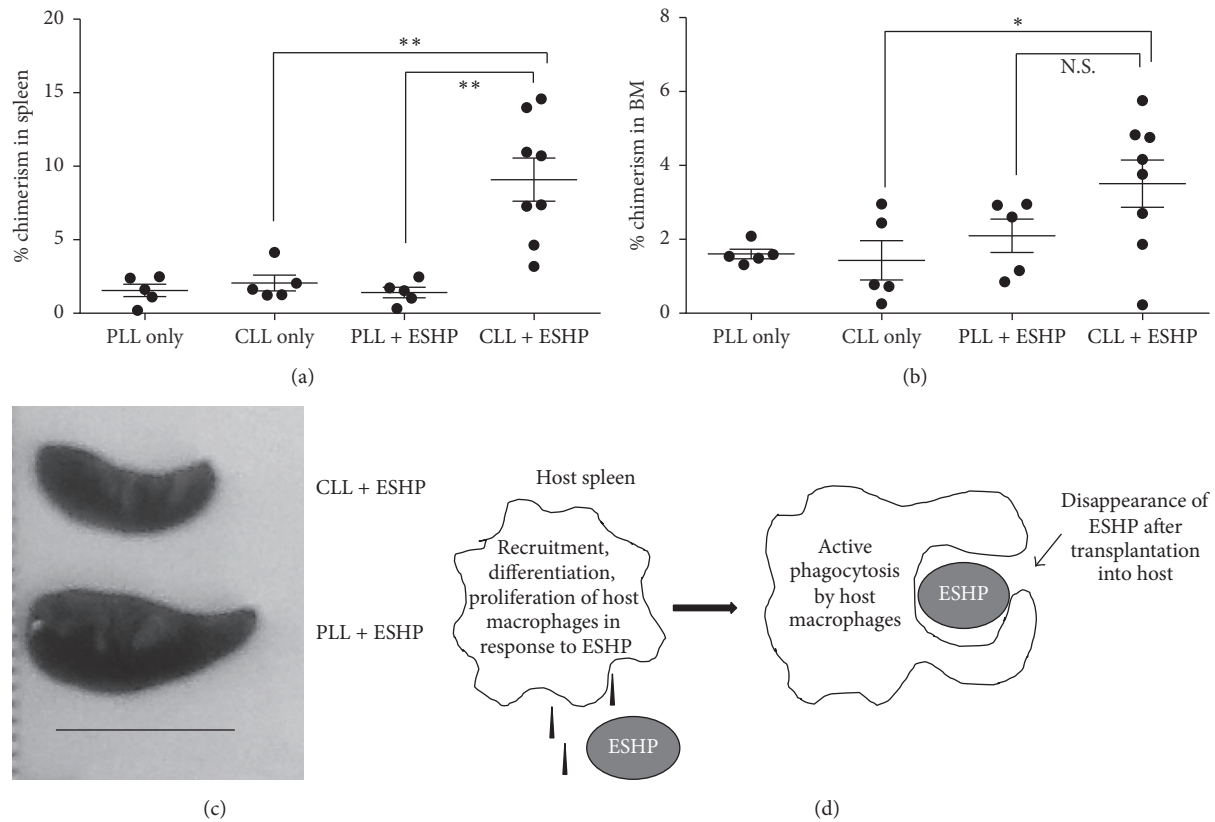 20
15
10
5
0
% chimerism in spleen
**
**
PLL only
CLL only
PLL + ESHP
CLL + ESHP
(a)
8
6
4
2
0
% chimerism in BM
*
N.S.
PLL only
CLL only
PLL + ESHP
CLL + ESHP
(b)
CLL + ESHP
PLL + ESHP
(c)
Host spleen
Recruitment,
differentiation,
proliferation of host
macrophages in
response to ESHP
ESHP
Active
phagocytosis
by host
macrophages
ESHP
Disappearance of
ESHP after
transplantation
into host
(d)